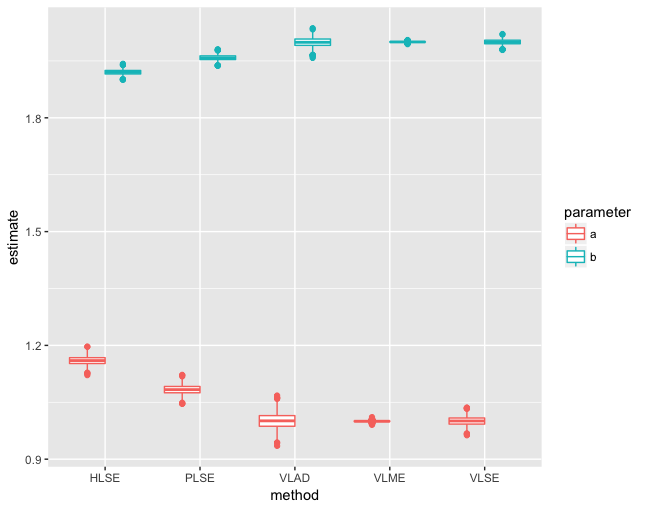 estimate
1.8
1.5
1.2
0.9
HLSE PLSE VLAD VLME VLSE
method
parameter
a
b